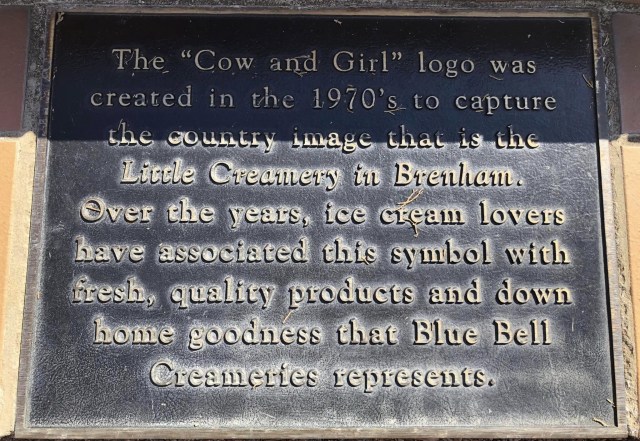 The “Cow and Girl” logo was
created in the 1970’s to capture
the country image that is the
Little Creamery in Brenham.
Over the years, ice cream lovers
have associated this symbol with
fresh, quality products and down
home goodness that Blue Bell
Creameries represents.